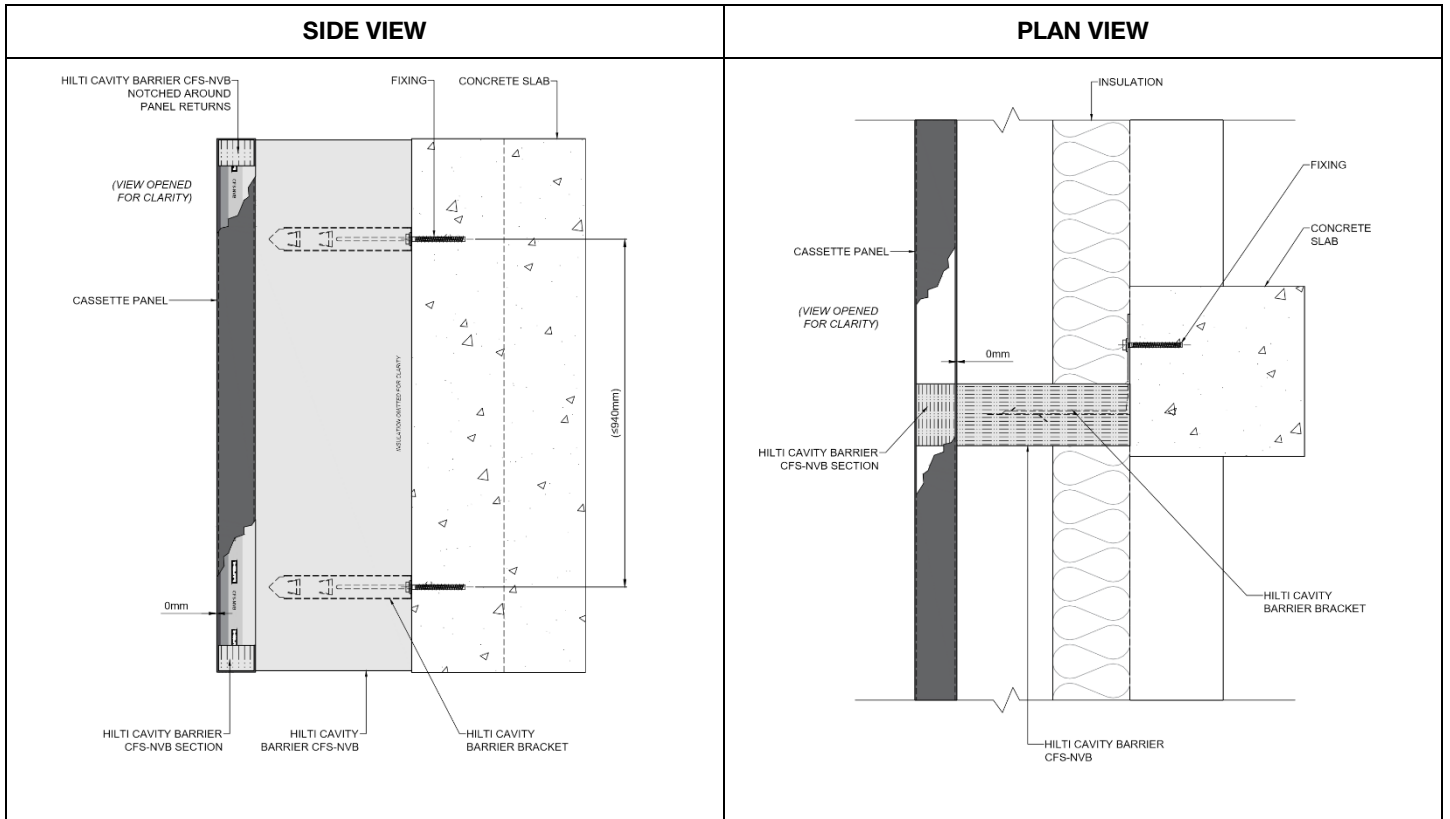 SIDE VIEW
PLAN VIEW
HILTI CAVITY BARRIER CFS-NVB
NOTCHED AROUND
PANEL RETURNS
FIXING
CONCRETE SLAB
(VIEW OPENED
FOR CLARITY)
CASSETTE PANEL
INSULATION OMITTED FOR CLARITY
(≤940mm)
0mm
HILTI CAVITY BARRIER
CFS-NVB SECTION
HILTI CAVITY
BARRIER CFS-NVB
HILTI CAVITY
BARRIER BRACKET
INSULATION
FIXING
CONCRETE
SLAB
CASSETTE PANEL
(VIEW OPENED
FOR CLARITY)
0mm
HILTI CAVITY BARRIER
CFS-NVB SECTION
HILTI CAVITY
BARRIER BRACKET
HILTI CAVITY BARRIER
CFS-NVB